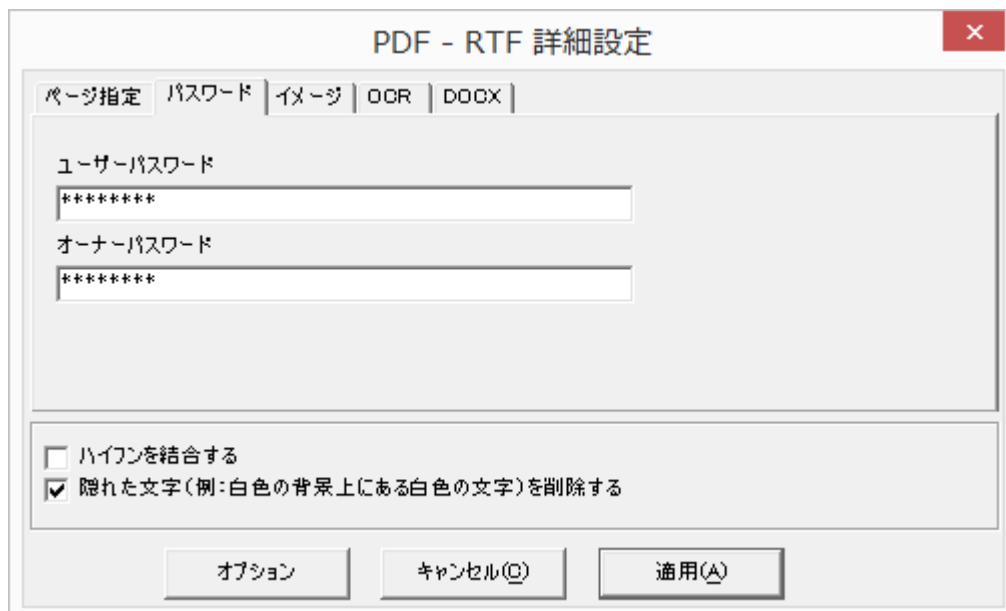 PDF - RTF 詳細設定
ページ指定 パスワード イメージ OCR DOCX
ユーザーパスワード
********
オーナーパスワード
********
ハイフンを結合する
隠れた文字(例:白色の背景上にある白色の文字)を削除する
オプション キャンセル(C) 適用(A)